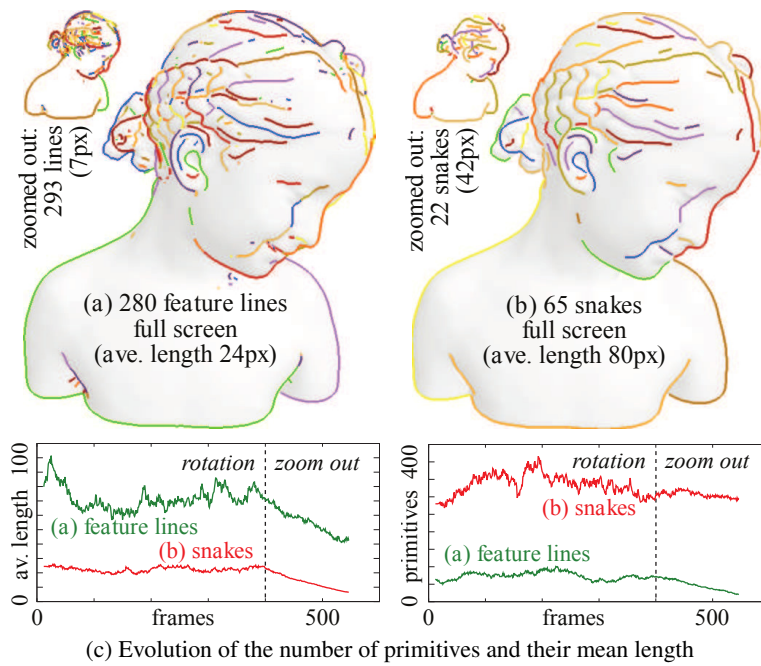 zoomed out:
293 lines
(7px)
zoomed out:
22 snakes
(42px)
(a) 280 feature lines
full screen
(ave. length 24px)
(b) 65 snakes
full screen
(ave. length 80px)
0 av. length 100
rotation zoom out
(a) feature lines
(b) snakes
0 frames 500
0 primitives 400
rotation zoom out
(b) snakes
(a) feature lines
0 frames 500
(c) Evolution of the number of primitives and their mean length